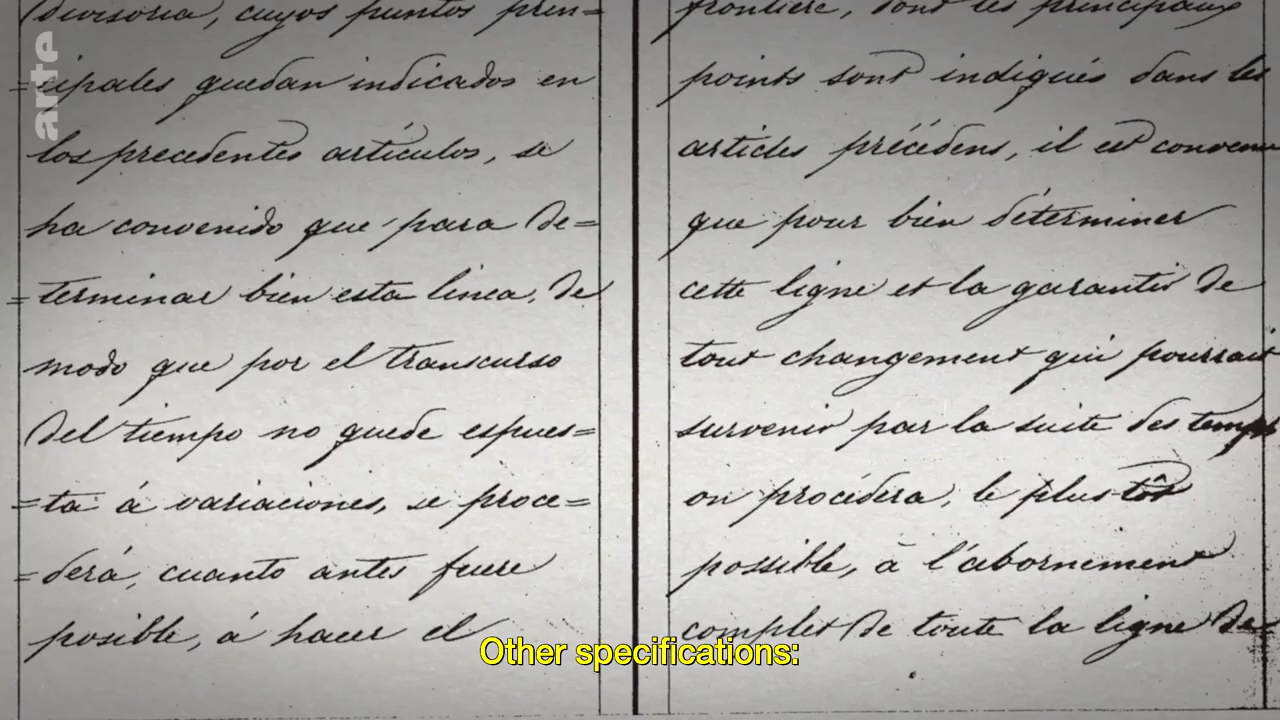 divisoria, cuyos puntos prin=
=cipales quedan indicados en
los precedentes artículos, se
ha convenido que para de=
=terminar bien esta linea, de
modo que por el transcurso
del tiempo no quede espues=
=ta á variaciones, se proce=
=derá, cuanto antes fuere
posible, á hacer el
frontière, dont les principaux
points sont indiqués dans les
articles précédens, il est convenu
que pour bien déterminer
cette ligne et la garantir de
tout changement qui pourrait
survenir par la suite des temps
on procédera, le plus tôt
possible, à l'abornement
complet de toute la ligne de
arte
Other specifications: